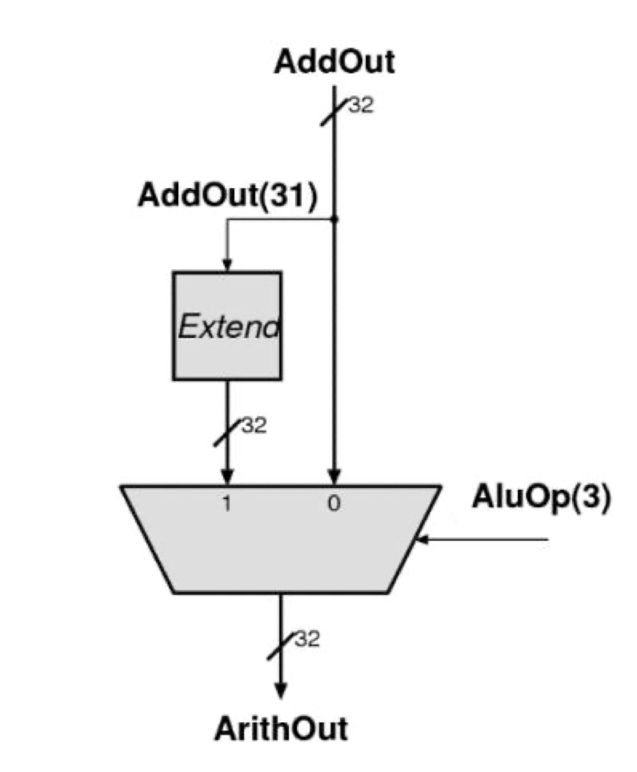 AddOut
32
AddOut(31)
Extend
32
1 0
AluOp(3)
32
ArithOut